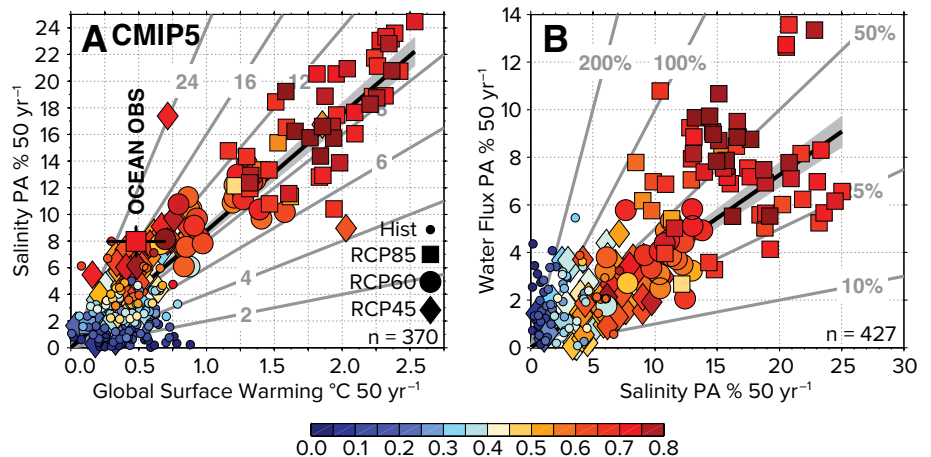 A CMIP5
24
22
20
18
16
14
12
10
8
6
4
2
0
Salinity PA % 50 yr⁻¹
24
16
12
8
6
4
2
OCEAN OBS
Hist
RCP85
RCP60
RCP45
n = 370
0.0 0.5 1.0 1.5 2.0 2.5
Global Surface Warming °C 50 yr⁻¹
B
14
12
10
8
6
4
2
0
Water Flux PA % 50 yr⁻¹
200%
100%
50%
10%
n = 427
0 5 10 15 20 25 30
Salinity PA % 50 yr⁻¹
0.0 0.1 0.2 0.3 0.4 0.5 0.6 0.7 0.8